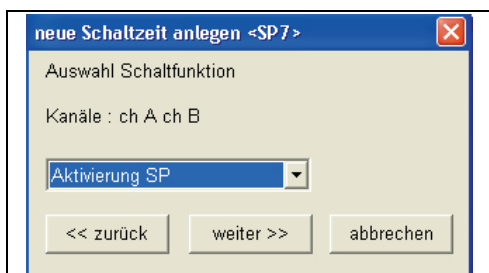 neue Schaltzeit anlegen <SP7>
Auswahl Schaltfunktion
Kanäle : ch A ch B
Aktivierung SP
<< zurück weiter >> abbrechen